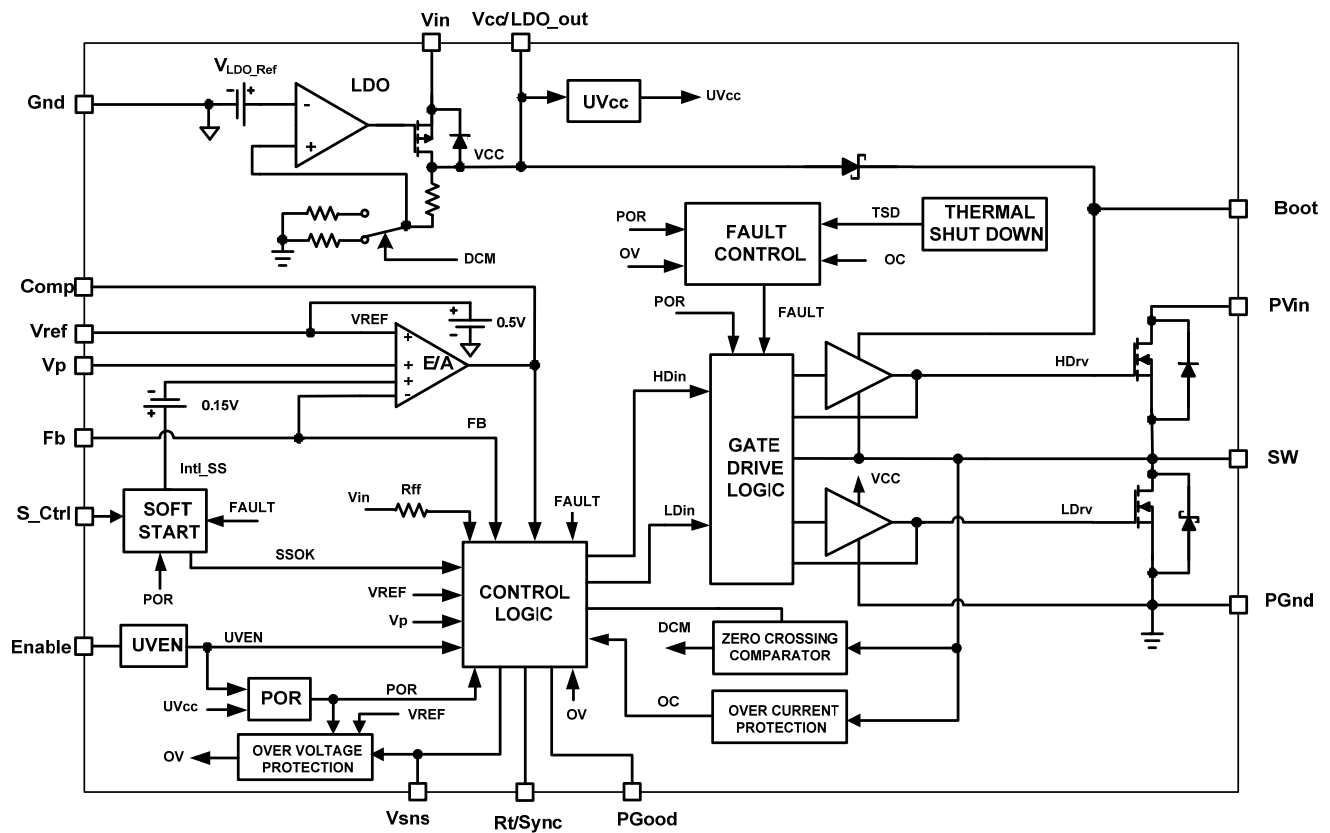 Vin
Vcc/LDO_out
VLDO_Ref
LDO
Gnd
- +
-
+
UVcc
UVcc
VCC
Boot
POR
OV
FAULT
CONTROL
TSD
THERMAL
SHUT DOWN
OC
DCM
Comp
Vref
VREF
+
-
0.5V
POR
FAULT
PVin
Vp
+
+
+
-
E/A
HDrv
-
+
0.15V
HDin
Fb
FB
GATE
DRIVE
LOGIC
SW
Intl_SS
Vin
Rff
VCC
S_Ctrl
SOFT
START
FAULT
FAULT
LDin
LDrv
SSOK
POR
VREF
CONTROL
LOGIC
PGnd
Vp
DCM
ZERO CROSSING
COMPARATOR
Enable
UVEN
UVEN
POR
POR
UVcc
VREF
OV
OC
OVER CURRENT
PROTECTION
OV
OVER VOLTAGE
PROTECTION
Vsns
Rt/Sync
PGood